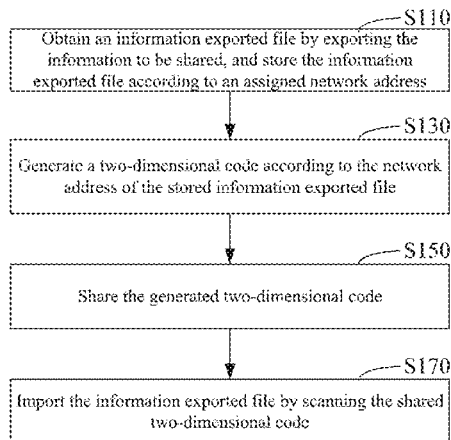 S110
Obtain an information exported file by exporting the
information to be shared, and store the information
exported file according to an assigned network address
S130
Generate a two-dimensional code according to the network
address of the stored information exported file
S150
Share the generated two-dimensional code
S170
Import the information exported file by scanning the shared
two-dimensional code